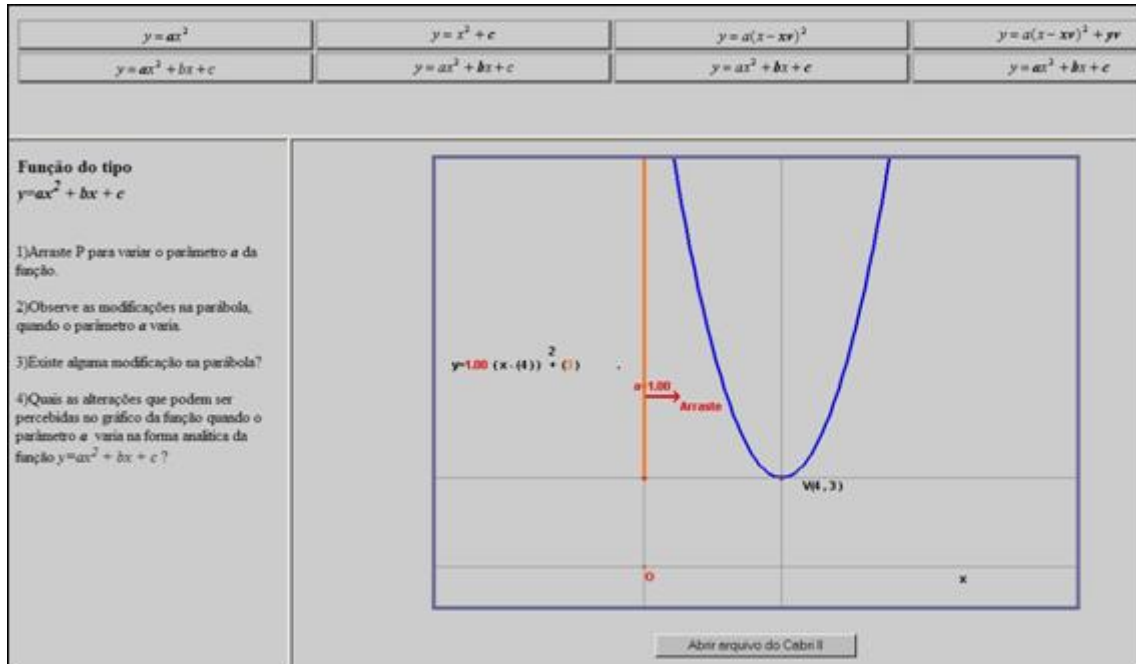 y = ax²
y = x² + c
y = a(x − xv)²
y = a(x − xv)² + yv
y = ax² + bx + c
y = ax² + bx + c
y = ax² + bx + c
y = ax² + bx + c
Função do tipo
y=ax² + bx + c
1)Arraste P para variar o parâmetro a da
função.
2)Observe as modificações na parábola,
quando o parâmetro a varia.
3)Existe alguma modificação na parábola?
4)Quais as alterações que podem ser
percebidas no gráfico da função quando o
parâmetro a varia na forma analítica da
função y=ax² + bx + c ?
y=1.00 (x-(4))² + (3)
a=1.00
Arraste
V(4,3)
O
x
Abrir arquivo do Cabri II